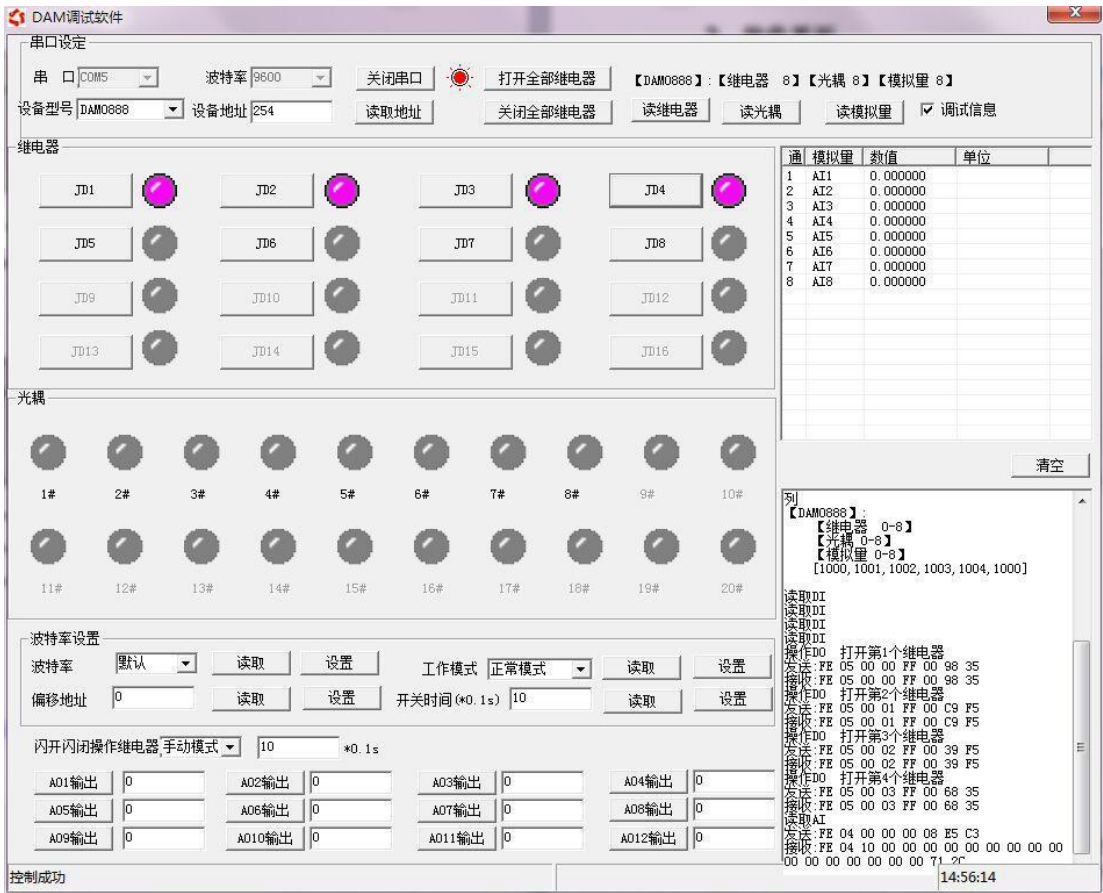 DAM调试软件
串口设定
串 口 COM5 波特率 9600 关闭串口 打开全部继电器 【DAM0888】:【继电器 8】【光耦 8】【模拟量 8】
设备型号 DAM0888 设备地址 254 读取地址 关闭全部继电器 读继电器 读光耦 读模拟量 调试信息
继电器
JD1 JD2 JD3 JD4
JD5 JD6 JD7 JD8
JD9 JD10 JD11 JD12
JD13 JD14 JD15 JD16
通 模拟量 数值 单位
1 AI1 0.000000
2 AI2 0.000000
3 AI3 0.000000
4 AI4 0.000000
5 AI5 0.000000
6 AI6 0.000000
7 AI7 0.000000
8 AI8 0.000000
光耦
1# 2# 3# 4# 5# 6# 7# 8# 9# 10#
11# 12# 13# 14# 15# 16# 17# 18# 19# 20#
清空
列
【DAM0888】:
【继电器 0-8】
【光耦 0-8】
【模拟量 0-8】
[1000,1001,1002,1003,1004,1000]
读取DI
读取DI
读取DI
读取DI
操作DO 打开第1个继电器
发送:FE 05 00 00 FF 00 98 35
接收:FE 05 00 00 FF 00 98 35
操作DO 打开第2个继电器
发送:FE 05 00 01 FF 00 C9 F5
接收:FE 05 00 01 FF 00 C9 F5
操作DO 打开第3个继电器
发送:FE 05 00 02 FF 00 39 F5
接收:FE 05 00 02 FF 00 39 F5
操作DO 打开第4个继电器
发送:FE 05 00 03 FF 00 68 35
接收:FE 05 00 03 FF 00 68 35
读取AI
发送:FE 04 00 00 00 08 E5 C3
接收:FE 04 10 00 00 00 00 00 00 00 00 00
00 00 00 00 00 00 00 71 2C
波特率设置
波特率 默认 读取 设置 工作模式 正常模式 读取 设置
偏移地址 0 读取 设置 开关时间(*0.1s) 10 读取 设置
闪开闪闭操作继电器 手动模式 10 *0.1s
AO1输出 0 AO2输出 0 AO3输出 0 AO4输出 0
AO5输出 0 AO6输出 0 AO7输出 0 AO8输出 0
AO9输出 0 AO10输出 0 AO11输出 0 AO12输出 0
控制成功 14:56:14